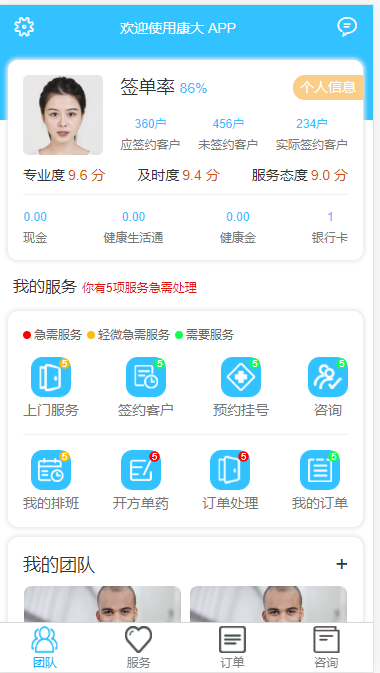 欢迎使用康大 APP
签单率 86% 个人信息
360户 456户 234户
应签约客户 未签约客户 实际签约客户
专业度 9.6 分 及时度 9.4 分 服务态度 9.0 分
0.00 0.00 0.00 1
现金 健康生活通 健康金 银行卡
我的服务 你有5项服务急需处理
急需服务 轻微急需服务 需要服务
5 5 5 5
上门服务 签约客户 预约挂号 咨询
5 5 5 5
我的排班 开方单药 订单处理 我的订单
我的团队 +
团队 服务 订单 咨询